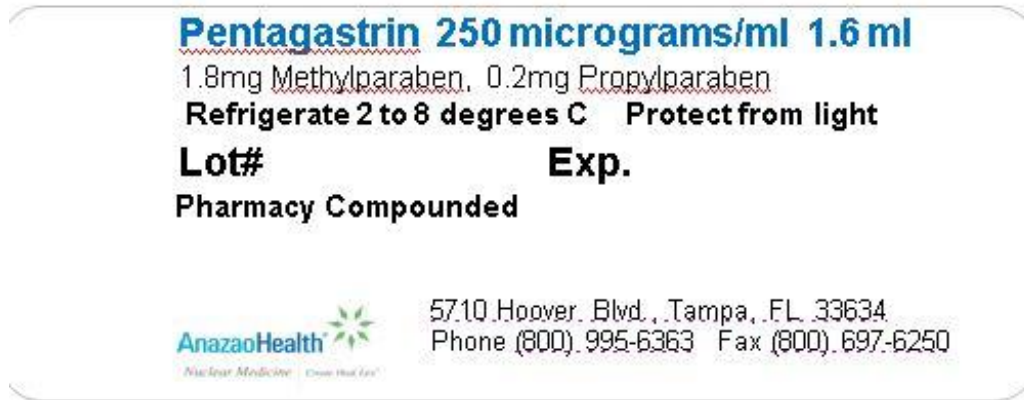 Pentagastrin 250 micrograms/ml 1.6 ml
1.8mg Methylparaben, 0.2mg Propylparaben
Refrigerate 2 to 8 degrees C Protect from light
Lot# Exp.
Pharmacy Compounded
5710 Hoover Blvd., Tampa, FL 33634
Phone (800) 995-6363 Fax (800) 697-6250
AnazaoHealth
Nuclear Medicine